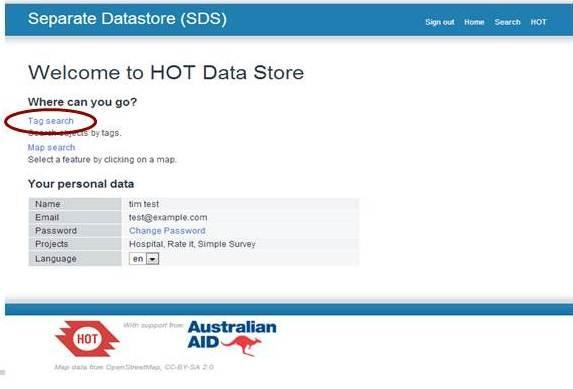 Separate Datastore (SDS)
Sign out Home Search HOT
Welcome to HOT Data Store
Where can you go?
Tag search
Search objects by tags.
Map search
Select a feature by clicking on a map.
Your personal data
Name tim test
Email test@example.com
Password Change Password
Projects Hospital, Rate it, Simple Survey
Language en
HOT
With support from
Australian
AID
Map data from OpenStreetMap, CC-BY-SA 2.0